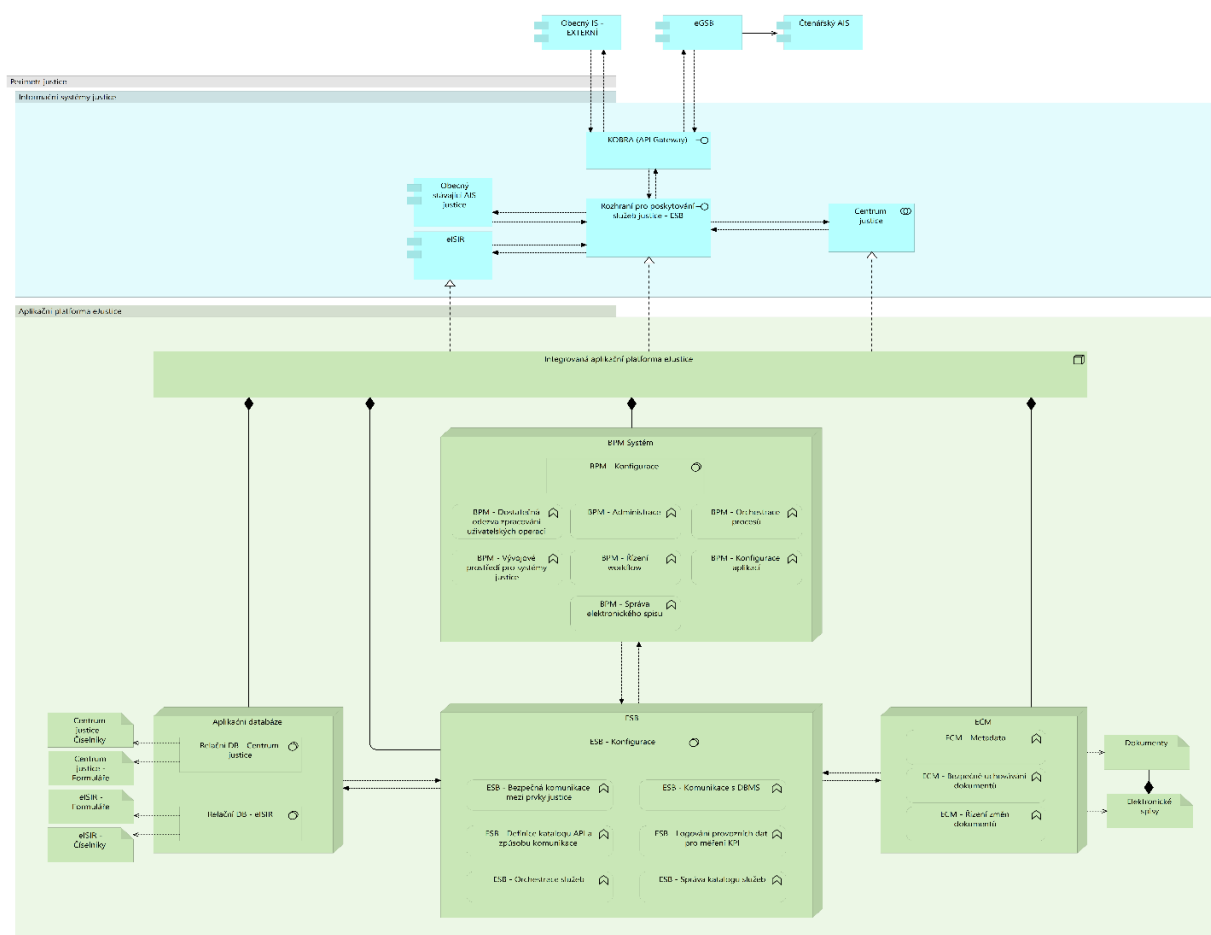 Obecný IS -
EXTERNÍ
eGSB
Čtenářský AIS
Perimetr justice
Informační systémy justice
KOBRA (API Gateway)
Obecný
stávající AIS
justice
Rozhraní pro poskytování
služeb justice - ESB
Centrum
justice
eISIR
Aplikační platforma eJustice
Integrovaná aplikační platforma eJustice
BPM Systém
BPM - Konfigurace
BPM - Dostatečná
odezva zpracování
uživatelských operací
BPM - Administrace
BPM - Orchestrace
procesů
BPM - Vývojové
prostředí pro systémy
justice
BPM - Řízení
workflow
BPM - Konfigurace
aplikací
BPM - Správa
elektronického spisu
Centrum
justice
Číselníky
Centrum
justice -
Formuláře
eISIR -
Formuláře
eISIR -
Číselníky
Aplikační databáze
Relační DB - Centrum
justice
Relační DB - eISIR
ESB
ESB - Konfigurace
ESB - Bezpečná komunikace
mezi prvky justice
ESB - Komunikace s DBMS
ESB - Definice katalogu API a
způsobu komunikace
ESB - Logování provozních dat
pro měření KPI
ESB - Orchestrace služeb
ESB - Správa katalogu služeb
ECM
ECM - Metadata
ECM - Bezpečné uchovávání
dokumentů
ECM - Řízení změn
dokumentů
Dokumenty
Elektronické
spisy